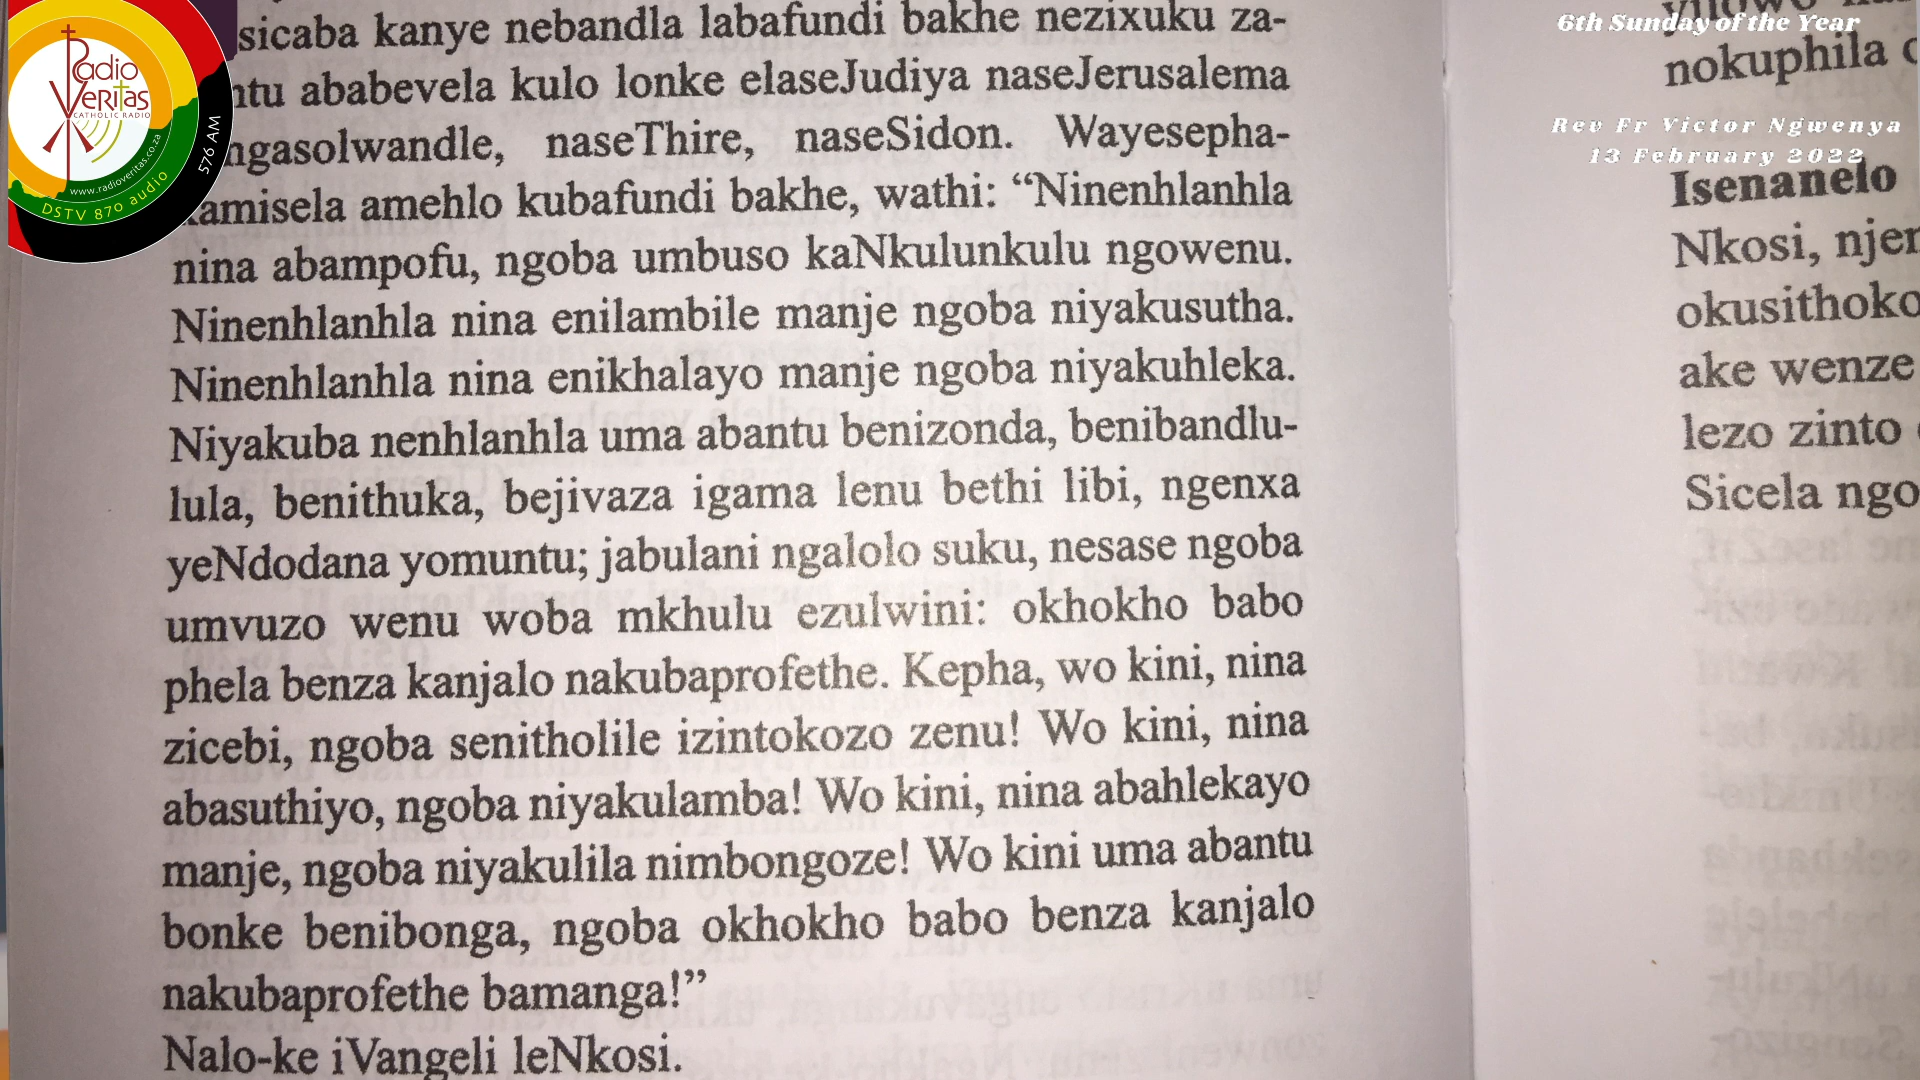 sicaba kanye nebandla labafundi bakhe nezixuku za-
ntu ababevela kulo lonke elaseJudiya naseJerusalema
ngasolwandle, naseThire, naseSidon. Wayesepha-
kamisela amehlo kubafundi bakhe, wathi: “Ninenhlanhla
nina abampofu, ngoba umbuso kaNkulunkulu ngowenu.
Ninenhlanhla nina enilambile manje ngoba niyakusutha.
Ninenhlanhla nina enikhalayo manje ngoba niyakuhleka.
Niyakuba nenhlanhla uma abantu benizonda, benibandlu-
lula, benithuka, bejivaza igama lenu bethi libi, ngenxa
yeNdodana yomuntu; jabulani ngalolo suku, nesase ngoba
umvuzo wenu woba mkhulu ezulwini: okhokho babo
phela benza kanjalo nakubaprofethe. Kepha, wo kini, nina
zicebi, ngoba senitholile izintokozo zenu! Wo kini, nina
abasuthiyo, ngoba niyakulamba! Wo kini, nina abahlekayo
manje, ngoba niyakulila nimbongoze! Wo kini uma abantu
bonke benibonga, ngoba okhokho babo benza kanjalo
nakubaprofethe bamanga!”
Nalo-ke iVangeli leNkosi.
nokuphila
Isenanelo
Nkosi, njen
okusithoko
ake wenze
lezo zinto
Sicela ngo
6th Sunday of the Year
Rev Fr Victor Ngwenya
13 February 2022
Radio
Veritas
CATHOLIC RADIO
www.radioveritas.co.za
DSTV 870 audio
576 AM